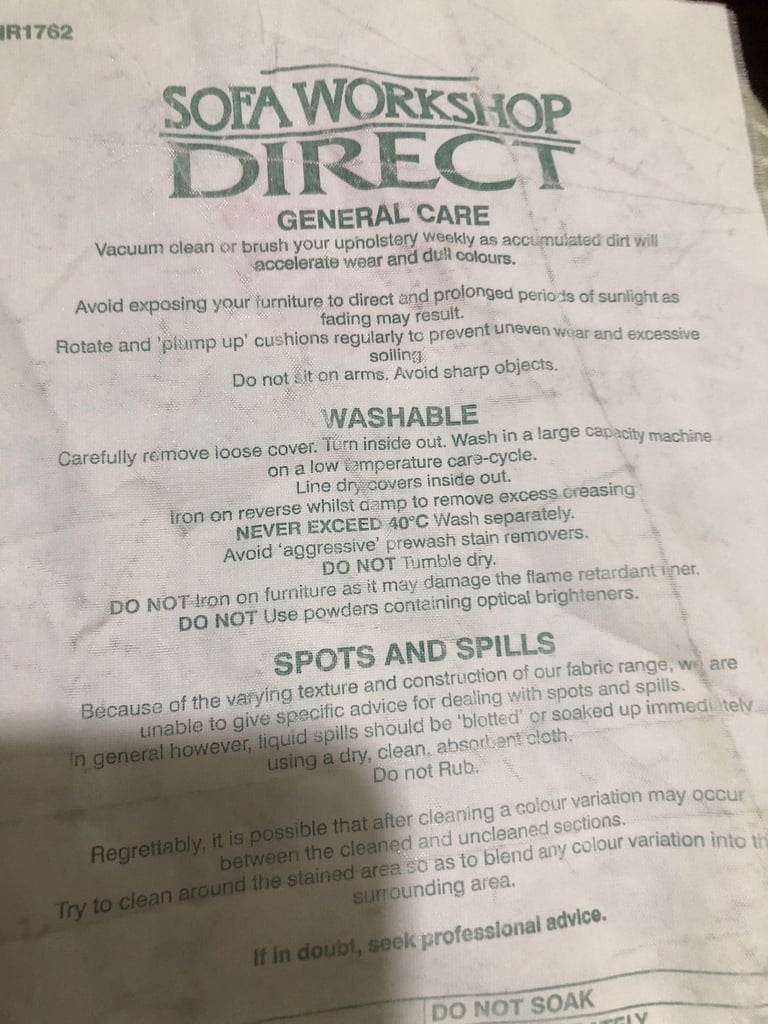 IR1762
SOFA WORKSHOP
DIRECT
GENERAL CARE
Vacuum clean or brush your upholstery weekly as accumulated dirt will
accelerate wear and dull colours.
Avoid exposing your furniture to direct and prolonged periods of sunlight as
fading may result.
Rotate and 'plump up' cushions regularly to prevent uneven wear and excessive
soiling
Do not sit on arms. Avoid sharp objects.
WASHABLE
Carefully remove loose cover. Turn inside out. Wash in a large capacity machine
on a low temperature care-cycle.
Line dry covers inside out.
Iron on reverse whilst damp to remove excess creasing
NEVER EXCEED 40°C Wash separately.
Avoid 'aggressive' prewash stain removers.
DO NOT Tumble dry.
DO NOT Iron on furniture as it may damage the flame retardant liner.
DO NOT Use powders containing optical brighteners.
SPOTS AND SPILLS
Because of the varying texture and construction of our fabric range, we are
unable to give specific advice for dealing with spots and spills.
In general however, liquid spills should be 'blotted' or soaked up immediately
using a dry, clean, absorbent cloth.
Do not Rub.
Regrettably, it is possible that after cleaning a colour variation may occur
between the cleaned and uncleaned sections.
Try to clean around the stained area so as to blend any colour variation into th
surrounding area.
If in doubt, seek professional advice.
DO NOT SOAK